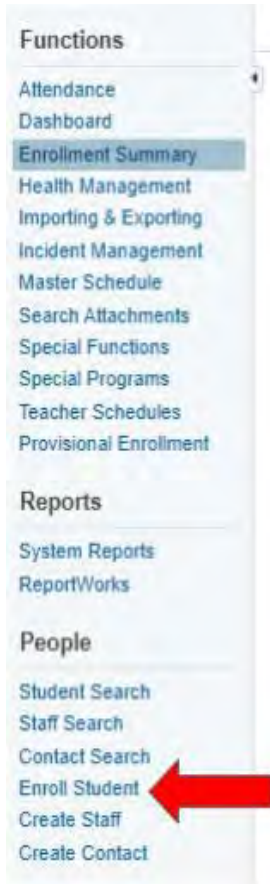 Functions
Attendance
Dashboard
Enrollment Summary
Health Management
Importing & Exporting
Incident Management
Master Schedule
Search Attachments
Special Functions
Special Programs
Teacher Schedules
Provisional Enrollment
Reports
System Reports
ReportWorks
People
Student Search
Staff Search
Contact Search
Enroll Student
Create Staff
Create Contact